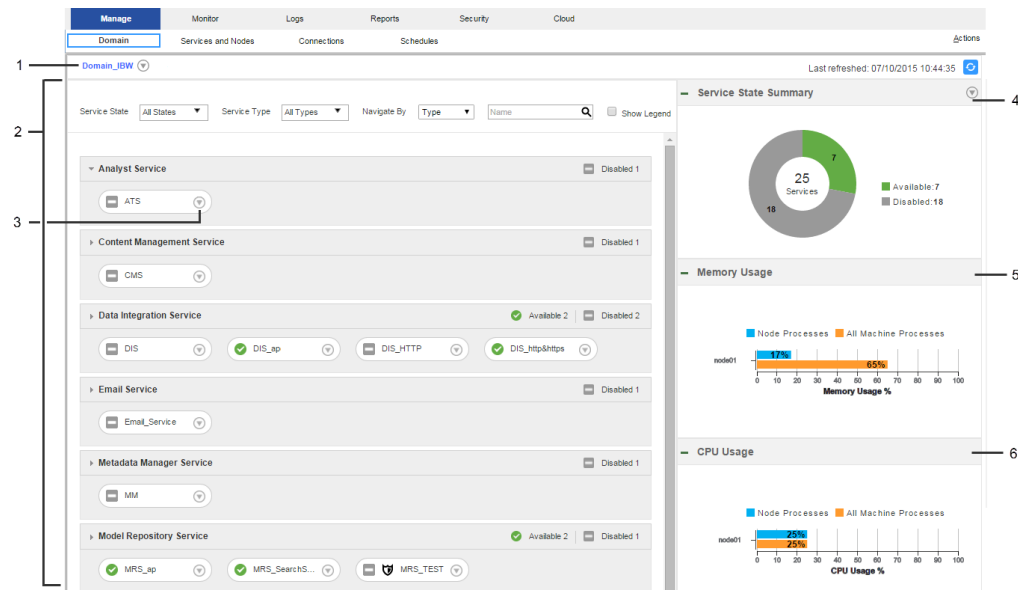 Manage Monitor Logs Reports Security Cloud
Domain Services and Nodes Connections Schedules Actions
1 Domain_IBW Last refreshed: 07/10/2015 10:44:35
2
Service State All States Service Type All Types Navigate By Type Name Show Legend
Analyst Service Disabled 1
ATS
3
Content Management Service Disabled 1
CMS
Data Integration Service Available 2 Disabled 2
DIS DIS_ap DIS_HTTP DIS_http&https
Email Service Disabled 1
Email_Service
Metadata Manager Service Disabled 1
MM
Model Repository Service Available 2 Disabled 1
MRS_ap MRS_SearchS... MRS_TEST
Service State Summary 4
7
25
Services
18
Available:7
Disabled:18
Memory Usage 5
Node Processes All Machine Processes
17%
node01
65%
0 10 20 30 40 50 60 70 80 90 100
Memory Usage %
CPU Usage 6
Node Processes All Machine Processes
25%
node01
25%
0 10 20 30 40 50 60 70 80 90 100
CPU Usage %